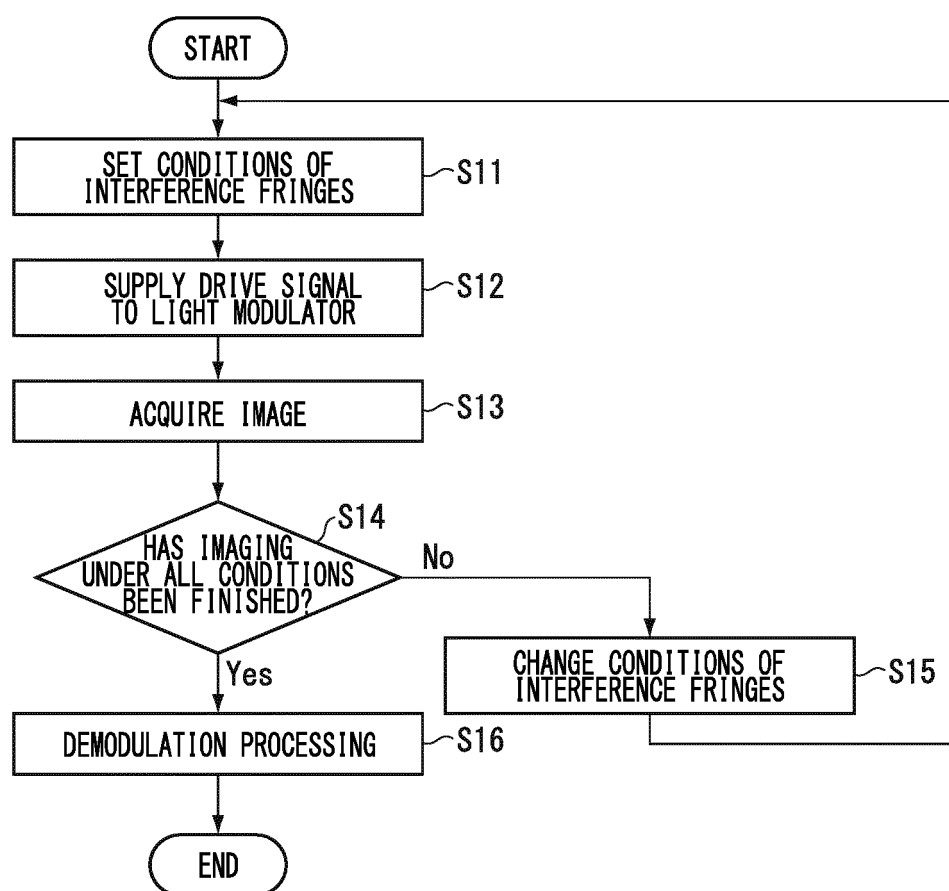 START
SET CONDITIONS OF
INTERFERENCE FRINGES
S11
SUPPLY DRIVE SIGNAL
TO LIGHT MODULATOR
S12
ACQUIRE IMAGE
S13
HAS IMAGING
UNDER ALL CONDITIONS
BEEN FINISHED?
S14
No
Yes
CHANGE CONDITIONS OF
INTERFERENCE FRINGES
S15
DEMODULATION PROCESSING
S16
END